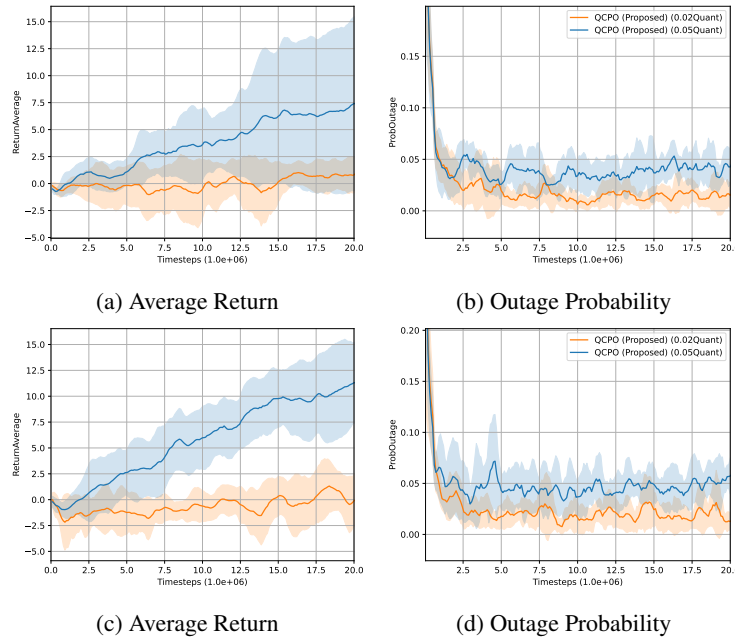 15.0
12.5
10.0
7.5
5.0
2.5
0.0
−2.5
−5.0
ReturnAverage
0.0 2.5 5.0 7.5 10.0 12.5 15.0 17.5 20.0
Timesteps (1.0e+06)
QCPO (Proposed) (0.02Quant)
QCPO (Proposed) (0.05Quant)
0.15
0.10
0.05
0.00
ProbOutage
2.5 5.0 7.5 10.0 12.5 15.0 17.5 20.0
Timesteps (1.0e+06)
(a) Average Return
(b) Outage Probability
15.0
12.5
10.0
7.5
5.0
2.5
0.0
−2.5
−5.0
ReturnAverage
0.0 2.5 5.0 7.5 10.0 12.5 15.0 17.5 20.0
Timesteps (1.0e+06)
QCPO (Proposed) (0.02Quant)
QCPO (Proposed) (0.05Quant)
0.20
0.15
0.10
0.05
0.00
ProbOutage
2.5 5.0 7.5 10.0 12.5 15.0 17.5 20.0
Timesteps (1.0e+06)
(c) Average Return
(d) Outage Probability